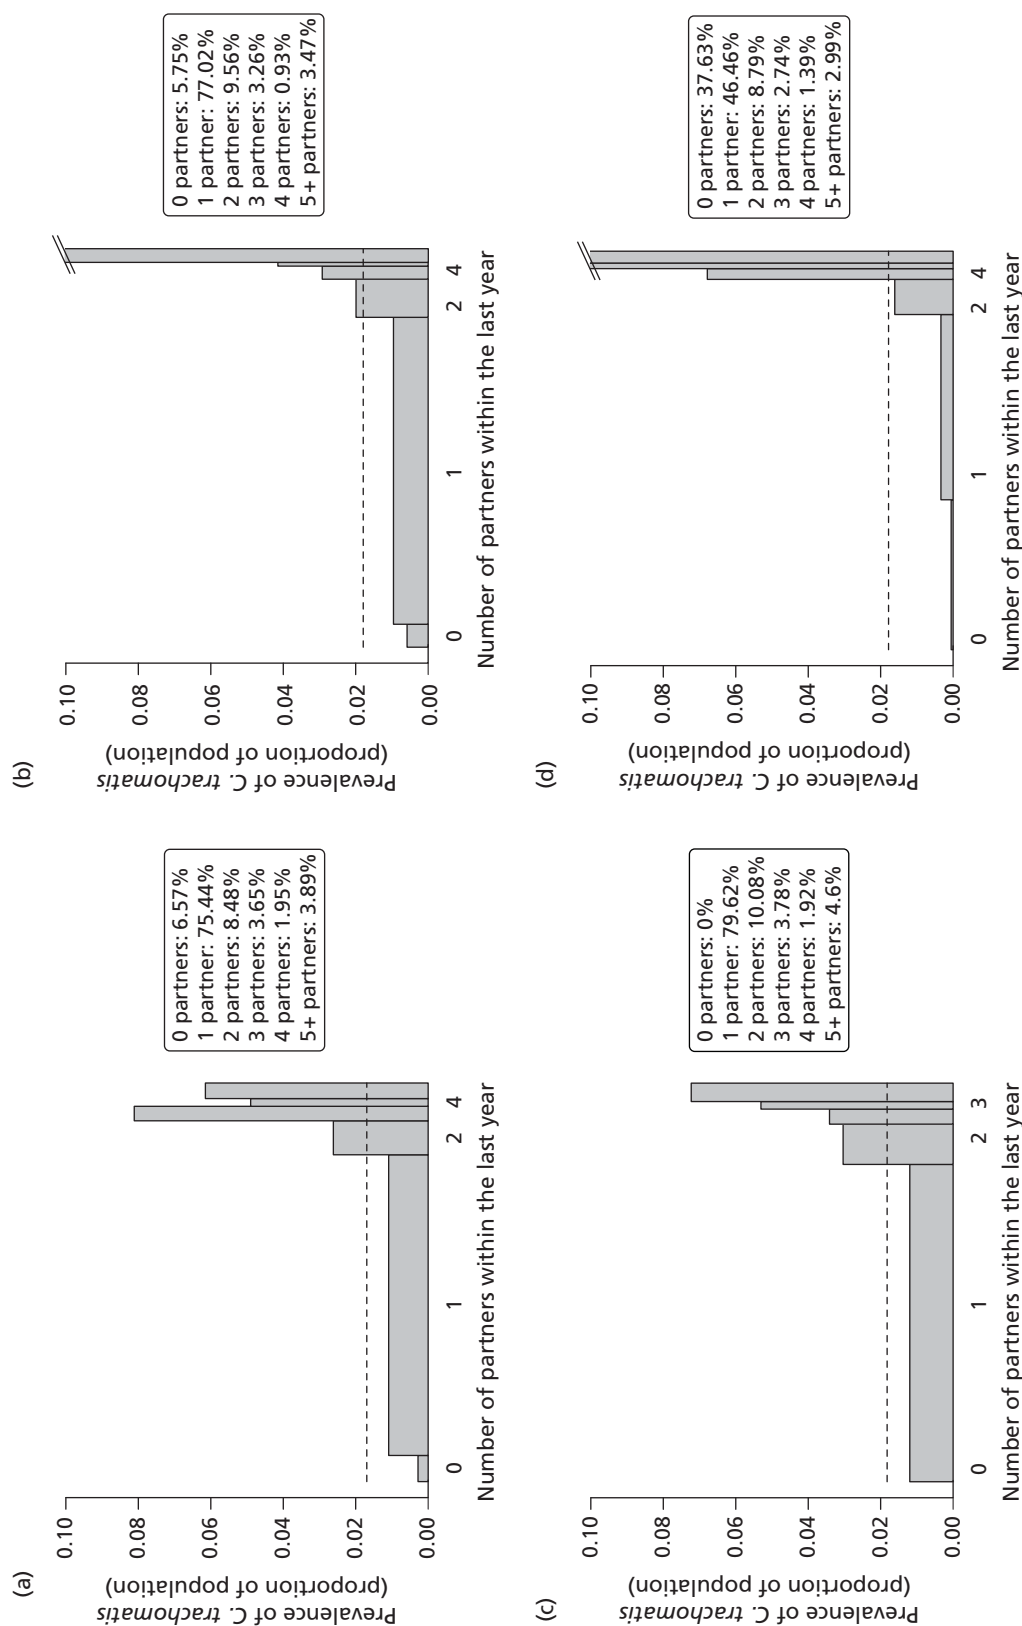 (a)
Prevalence of C. trachomatis
(proportion of population)
0.10
0.08
0.06
0.04
0.02
0.00
0 1 2 4
Number of partners within the last year
0 partners: 6.57%
1 partner: 75.44%
2 partners: 8.48%
3 partners: 3.65%
4 partners: 1.95%
5+ partners: 3.89%
(b)
Prevalence of C. trachomatis
(proportion of population)
0.10
0.08
0.06
0.04
0.02
0.00
0 1 2 4
Number of partners within the last year
0 partners: 5.75%
1 partner: 77.02%
2 partners: 9.56%
3 partners: 3.26%
4 partners: 0.93%
5+ partners: 3.47%
(c)
Prevalence of C. trachomatis
(proportion of population)
0.10
0.08
0.06
0.04
0.02
0.00
0 1 2 3
Number of partners within the last year
0 partners: 0%
1 partner: 79.62%
2 partners: 10.08%
3 partners: 3.78%
4 partners: 1.92%
5+ partners: 4.6%
(d)
Prevalence of C. trachomatis
(proportion of population)
0.10
0.08
0.06
0.04
0.02
0.00
0 1 2 4
Number of partners within the last year
0 partners: 37.63%
1 partner: 46.46%
2 partners: 8.79%
3 partners: 2.74%
4 partners: 1.39%
5+ partners: 2.99%